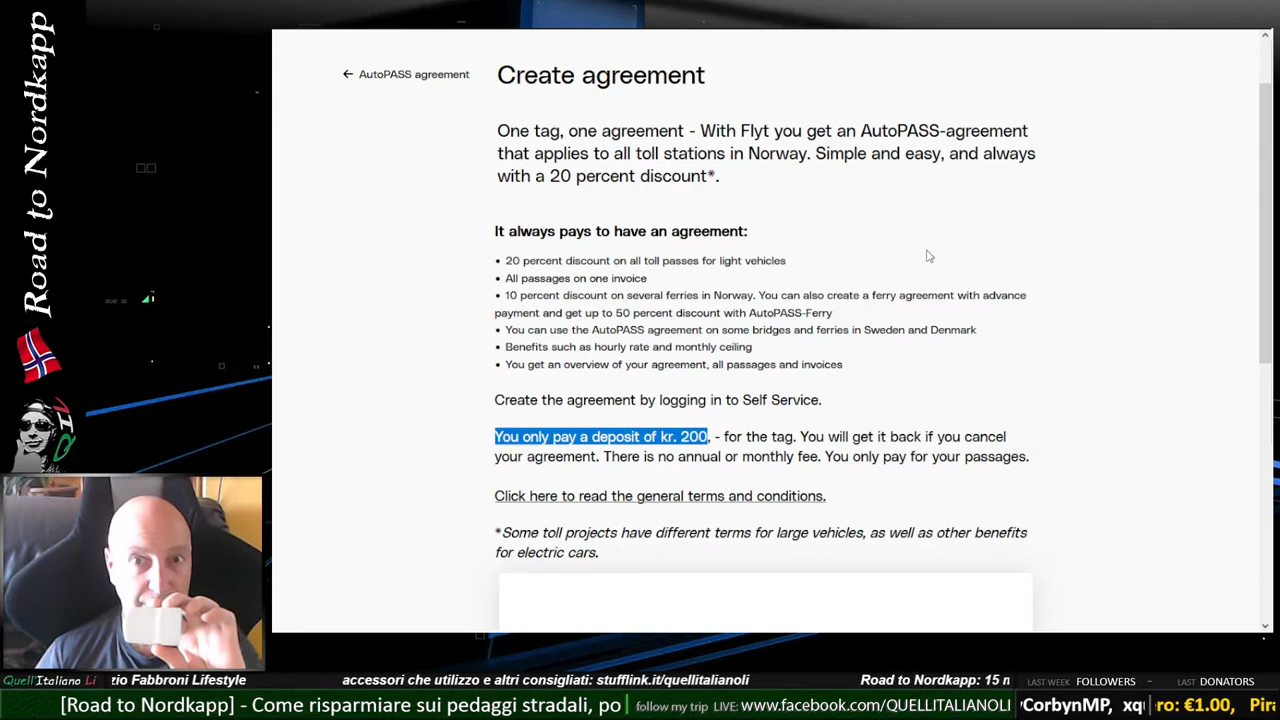 Road to Nordkapp
← AutoPASS agreement
Create agreement
One tag, one agreement - With Flyt you get an AutoPASS-agreement
that applies to all toll stations in Norway. Simple and easy, and always
with a 20 percent discount*.
It always pays to have an agreement:
• 20 percent discount on all toll passes for light vehicles
• All passages on one invoice
• 10 percent discount on several ferries in Norway. You can also create a ferry agreement with advance
payment and get up to 50 percent discount with AutoPASS-Ferry
• You can use the AutoPASS agreement on some bridges and ferries in Sweden and Denmark
• Benefits such as hourly rate and monthly ceiling
• You get an overview of your agreement, all passages and invoices
Create the agreement by logging in to Self Service.
You only pay a deposit of kr. 200, - for the tag. You will get it back if you cancel
your agreement. There is no annual or monthly fee. You only pay for your passages.
Click here to read the general terms and conditions.
*Some toll projects have different terms for large vehicles, as well as other benefits
for electric cars.
QIL
Quell'Italiano Li
zio Fabbroni Lifestyle accessori che utilizzo e altri consigli: stufflink.it/quellitalianoli Road to Nordkapp: 15 m
LAST WEEK FOLLOWERS - LAST DONATORS
[Road to Nordkapp] - Come risparmiare sui pedaggi stradali, po
follow my trip LIVE: www.facebook.com/QUELLITALIANOLI
CorbynMP, xq
ro: €1.00, Pira